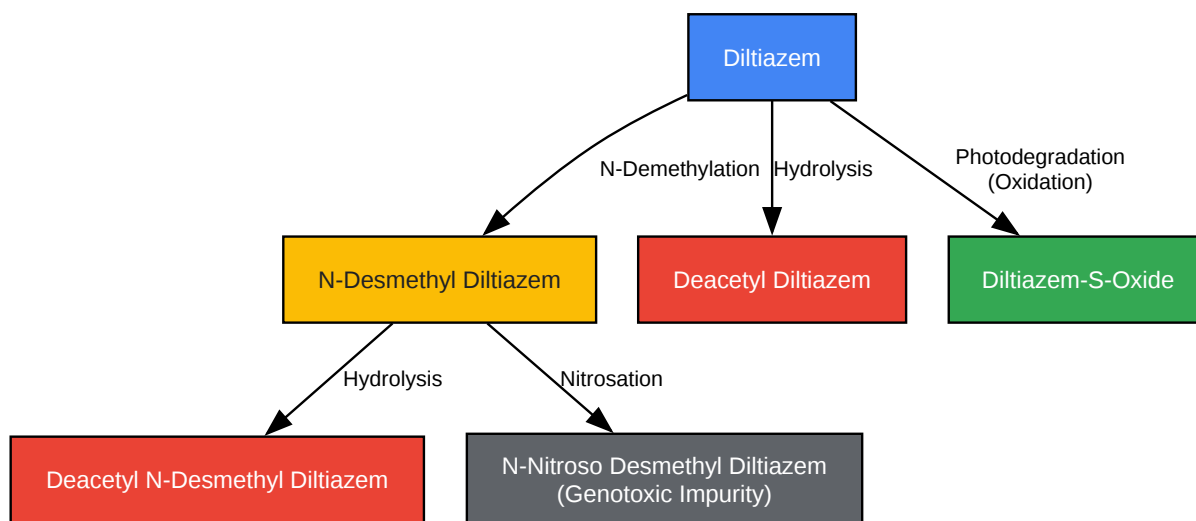 Diltiazem
N-Demethylation
Hydrolysis
Photodegradation
(Oxidation)
N-Desmethyl Diltiazem
Deacetyl Diltiazem
Diltiazem-S-Oxide
Hydrolysis
Nitrosation
Deacetyl N-Desmethyl Diltiazem
N-Nitroso Desmethyl Diltiazem
(Genotoxic Impurity)